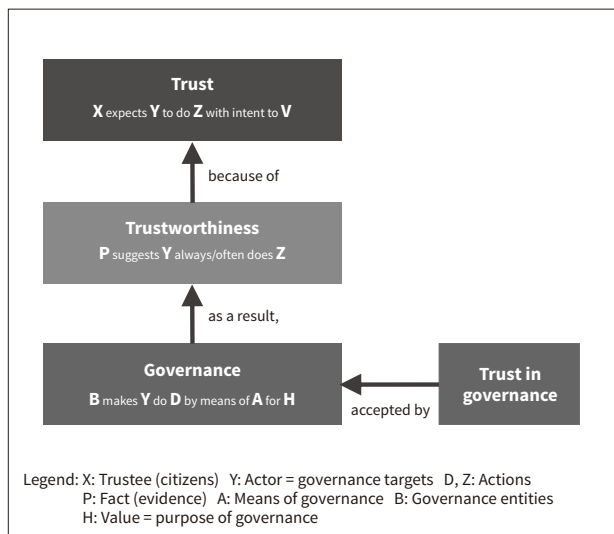 Trust
X expects Y to do Z with intent to V
because of
Trustworthiness
P suggests Y always/often does Z
as a result,
Governance
B makes Y do D by means of A for H
Trust in
governance
accepted by
Legend: X: Trustee (citizens) Y: Actor = governance targets D, Z: Actions
P: Fact (evidence) A: Means of governance B: Governance entities
H: Value = purpose of governance